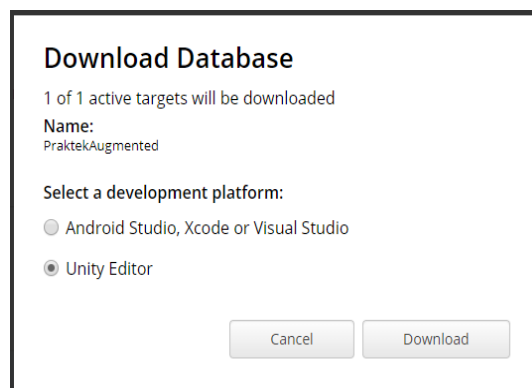 Download Database
1 of 1 active targets will be downloaded
Name:
PraktekAugmented
Select a development platform:
Android Studio, Xcode or Visual Studio
Unity Editor
Cancel Download